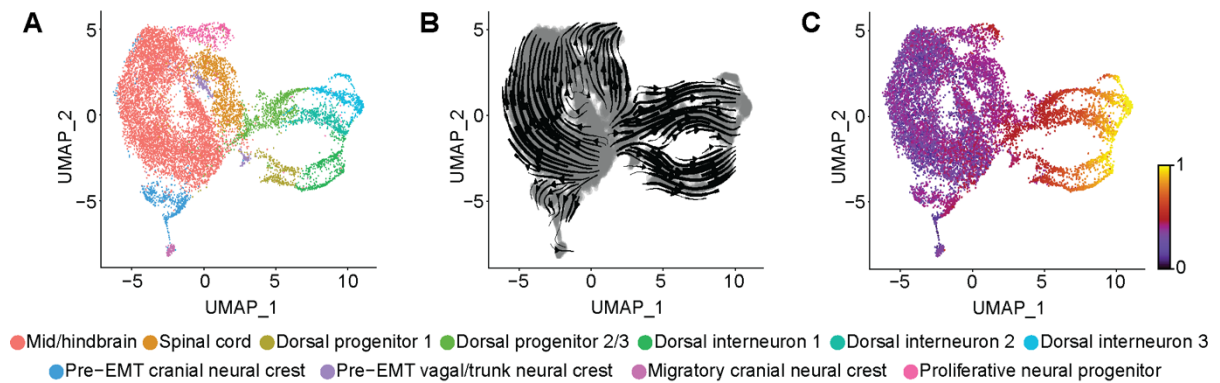 A
B
C
5
0
−5
UMAP_2
−5 0 5 10
UMAP_1
5
0
−5
UMAP_2
−5 0 5 10
UMAP_1
5
0
−5
UMAP_2
−5 0 5 10
UMAP_1
1
0
Mid/hindbrain Spinal cord Dorsal progenitor 1 Dorsal progenitor 2/3 Dorsal interneuron 1 Dorsal interneuron 2 Dorsal interneuron 3
Pre−EMT cranial neural crest Pre−EMT vagal/trunk neural crest Migratory cranial neural crest Proliferative neural progenitor